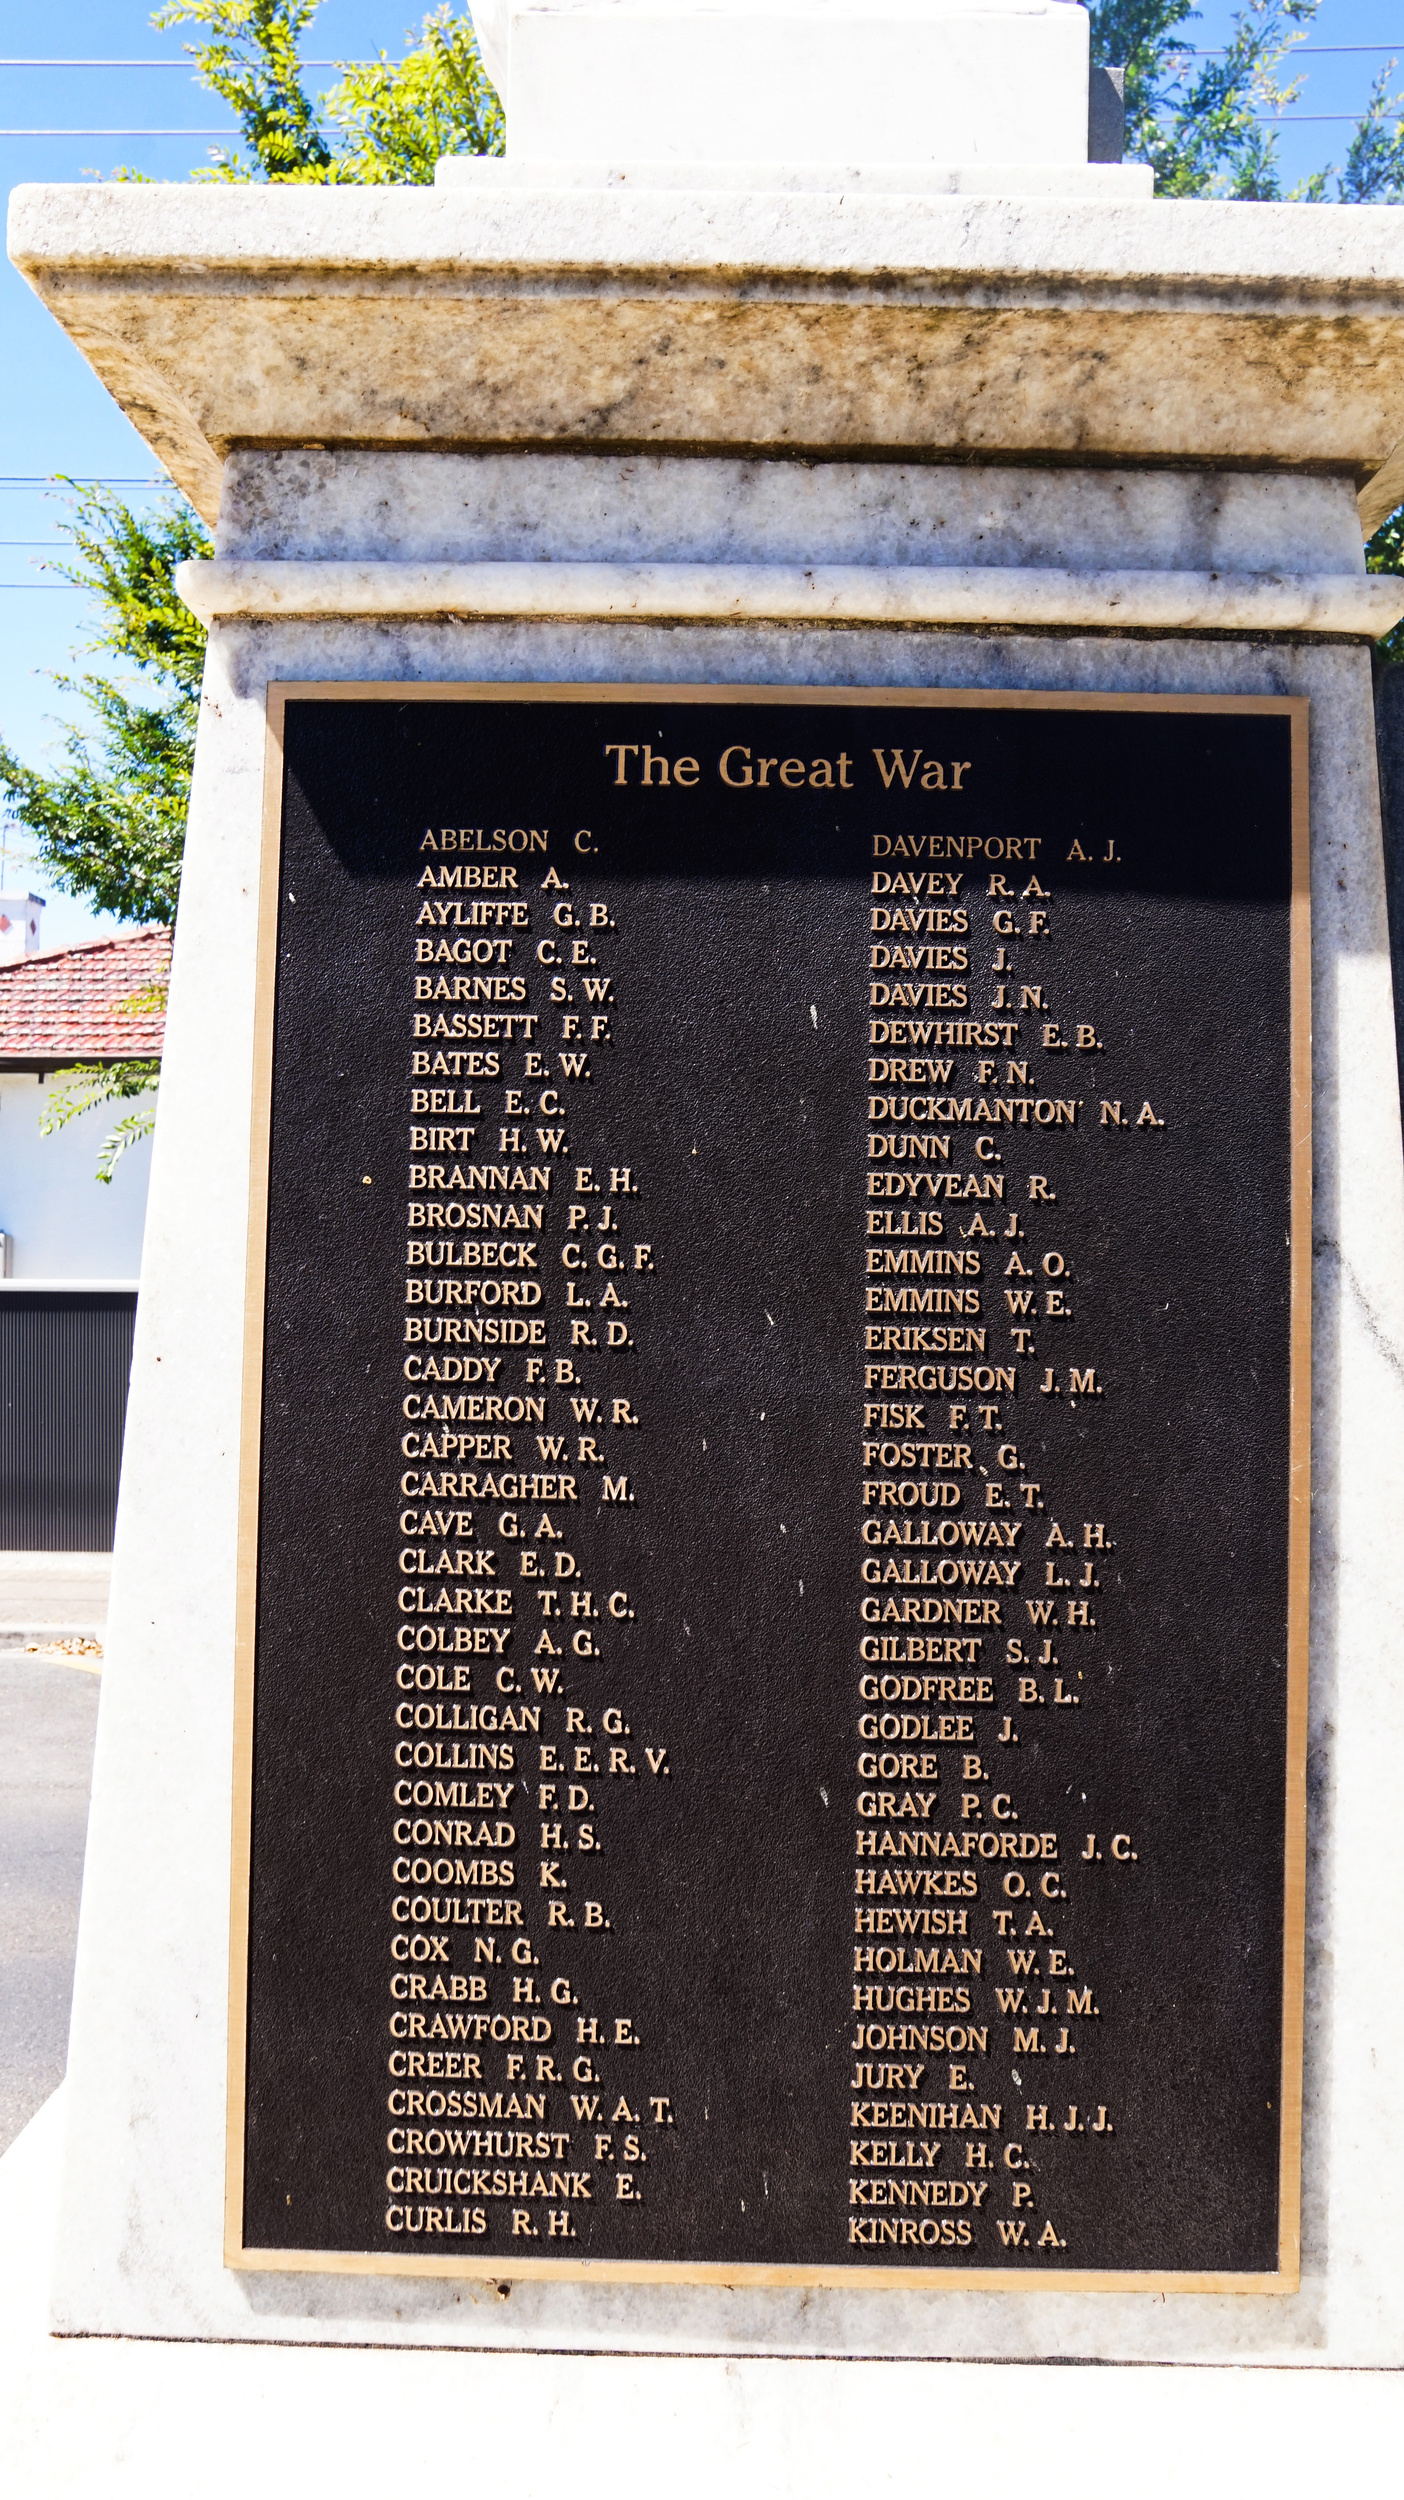 The Great War
ABELSON C.
AMBER A.
AYLIFFE G. B.
BAGOT C. E.
BARNES S. W.
BASSETT F. F.
BATES E. W.
BELL E. C.
BIRT H. W.
BRANNAN E. H.
BROSNAN P. J.
BULBECK C. G. F.
BURFORD L. A.
BURNSIDE R. D.
CADDY F. B.
CAMERON W. R.
CAPPER W. R.
CARRAGHER M.
CAVE G. A.
CLARK E. D.
CLARKE T. H. C.
COLBEY A. G.
COLE C. W.
COLLIGAN R. G.
COLLINS E. E. R. V.
COMLEY F. D.
CONRAD H. S.
COOMBS K.
COULTER R. B.
COX N. G.
CRABB H. G.
CRAWFORD H. E.
CREER F. R. G.
CROSSMAN W. A. T.
CROWHURST F. S.
CRUICKSHANK E.
CURLIS R. H.
DAVENPORT A. J.
DAVEY R. A.
DAVIES G. F.
DAVIES J.
DAVIES J. N.
DEWHIRST E. B.
DREW F. N.
DUCKMANTON N. A.
DUNN C.
EDYVEAN R.
ELLIS A. J.
EMMINS A. O.
EMMINS W. E.
ERIKSEN T.
FERGUSON J. M.
FISK F. T.
FOSTER G.
FROUD E. T.
GALLOWAY A. H.
GALLOWAY L. J.
GARDNER W. H.
GILBERT S. J.
GODFREE B. L.
GODLEE J.
GORE B.
GRAY P. C.
HANNAFORDE J. C.
HAWKES O. C.
HEWISH T. A.
HOLMAN W. E.
HUGHES W. J. M.
JOHNSON M. J.
JURY E.
KEENIHAN H. J. J.
KELLY H. C.
KENNEDY P.
KINROSS W. A.